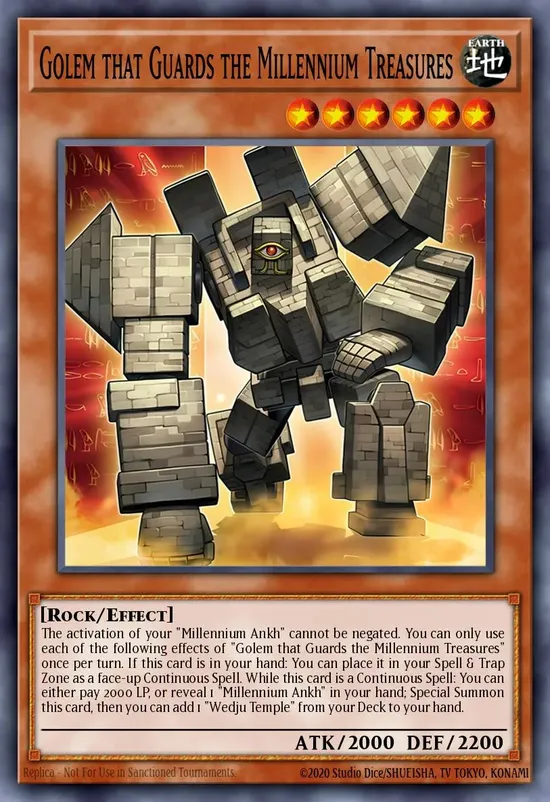 Golem that Guards the Millennium Treasures
EARTH
地
[Rock/Effect]
The activation of your "Millennium Ankh" cannot be negated. You can only use
each of the following effects of "Golem that Guards the Millennium Treasures"
once per turn. If this card is in your hand: You can place it in your Spell & Trap
Zone as a face-up Continuous Spell. While this card is a Continuous Spell: You can
either pay 2000 LP, or reveal 1 "Millennium Ankh" in your hand; Special Summon
this card, then you can add 1 "Wedju Temple" from your Deck to your hand.
ATK/2000 DEF/2200
Replica - Not For Use in Sanctioned Tournaments
©2020 Studio Dice/SHUEISHA, TV TOKYO, KONAMI